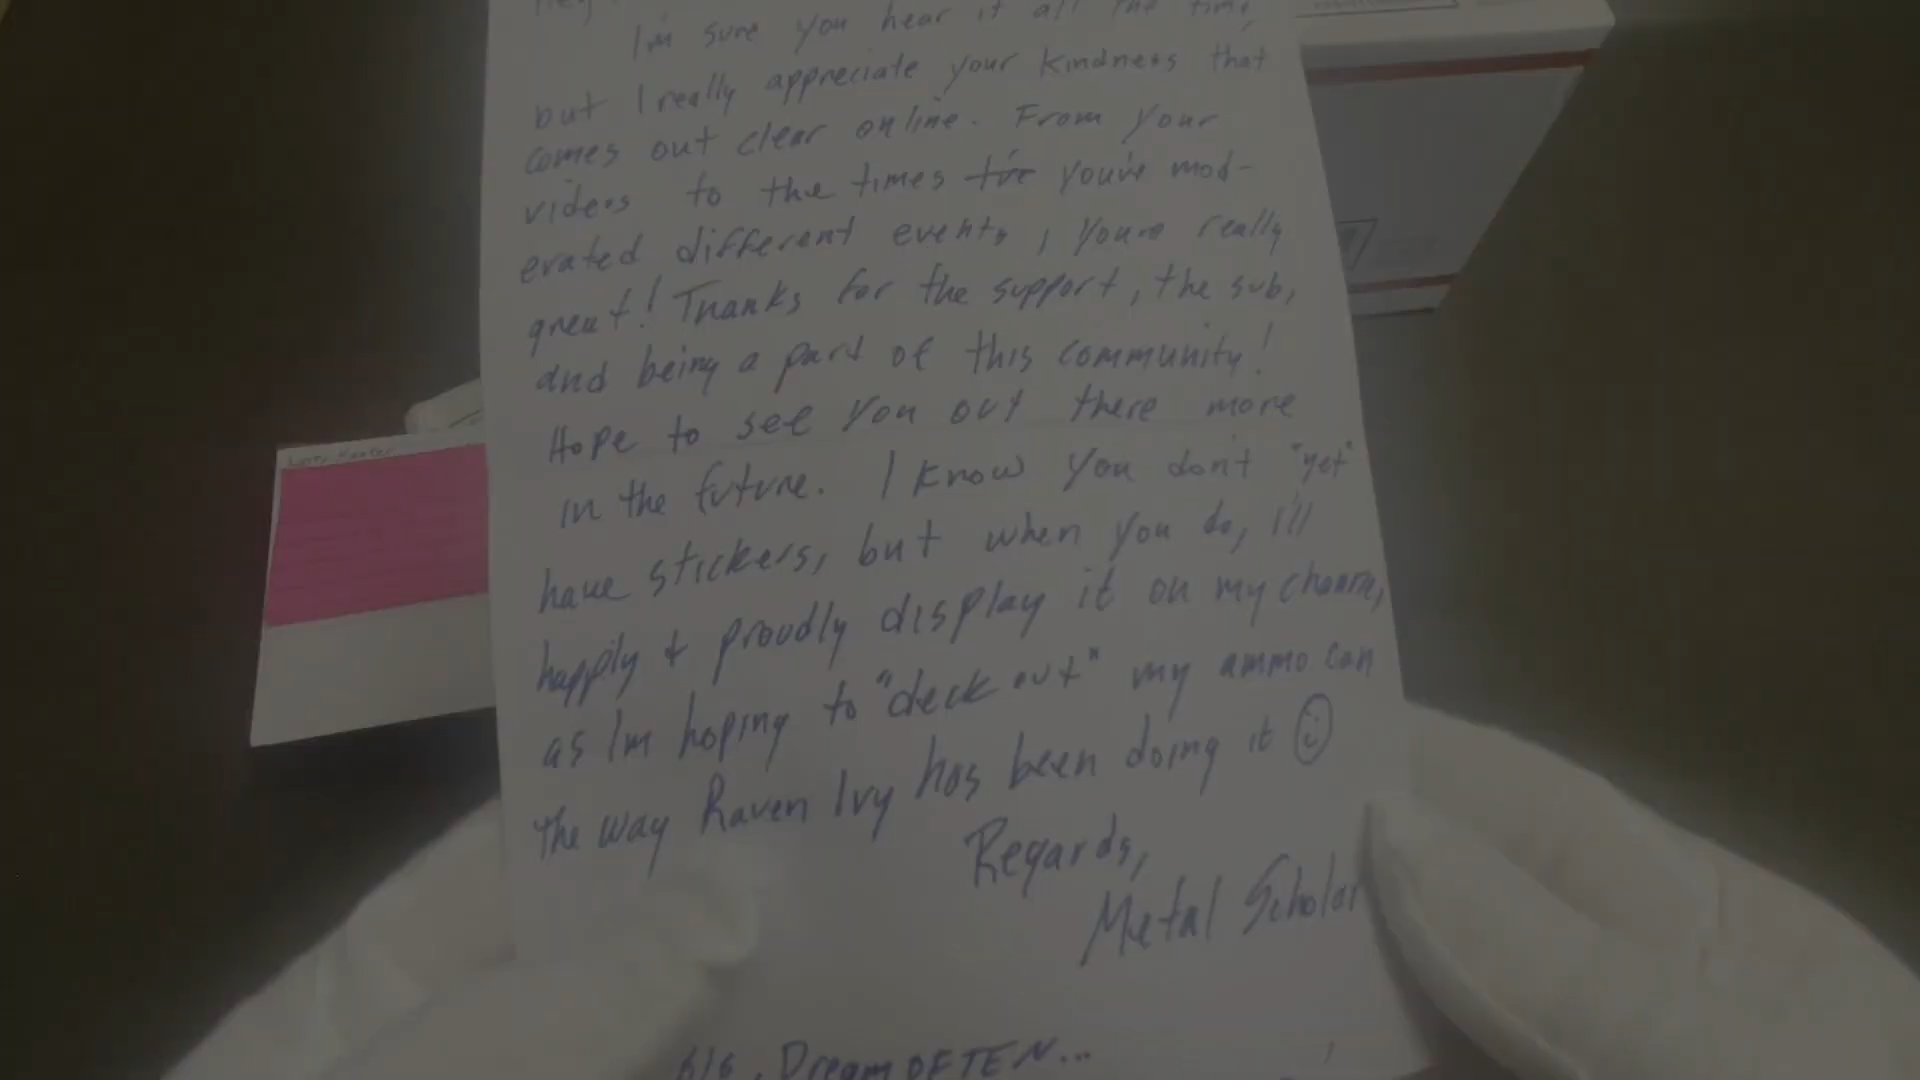 Hey
I'm sure you hear it all the time,
but I really appreciate your kindness that
comes out clear online. From your
videos to the times you've mod-
erated different events, you're really
great! Thanks for the support, the sub,
and being a part of this community!
Hope to see you out there more
in the future. I know you don't "yet"
have stickers, but when you do, i'll
happily & proudly display it on my
as I'm hoping to "deck out" my ammo can
the way Raven Ivy has been doing it
Regards,
Metal Scholar
Dream OFTEN...